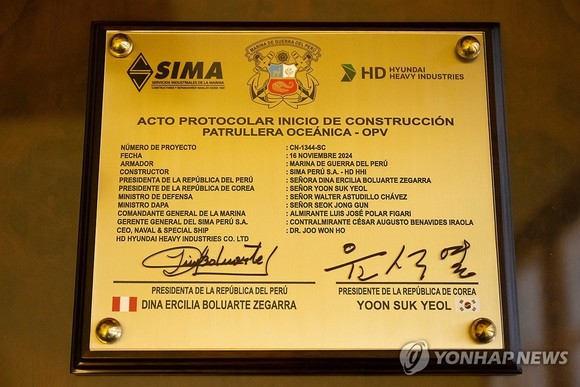 SIMA
SERVICIOS INDUSTRIALES DE LA MARINA
MARINA DE GUERRA DEL PERÚ
HD HYUNDAI
HEAVY INDUSTRIES
ACTO PROTOCOLAR INICIO DE CONSTRUCCIÓN
PATRULLERA OCEÁNICA - OPV
NÚMERO DE PROYECTO : CN-1344-SC
FECHA : 16 NOVIEMBRE 2024
ARMADOR : MARINA DE GUERRA DEL PERÚ
CONSTRUCTOR : SIMA PERÚ S.A. - HD HHI
PRESIDENTA DE LA REPÚBLICA DEL PERÚ : SEÑORA DINA ERCILIA BOLUARTE ZEGARRA
PRESIDENTE DE LA REPÚBLICA DE COREA : SEÑOR YOON SUK YEOL
MINISTRO DE DEFENSA : SEÑOR WALTER ASTUDILLO CHÁVEZ
MINISTRO DAPA : SEÑOR SEOK JONG GUN
COMANDANTE GENERAL DE LA MARINA : ALMIRANTE LUIS JOSÉ POLAR FIGARI
GERENTE GENERAL DEL SIMA PERÚ S.A. : CONTRALMIRANTE CÉSAR AUGUSTO BENAVIDES IRAOLA
CEO, NAVAL & SPECIAL SHIP : DR. JOO WON HO
HD HYUNDAI HEAVY INDUSTRIES CO. LTD
DinaBoluarte
윤석열
PRESIDENTA DE LA REPÚBLICA DEL PERÚ
DINA ERCILIA BOLUARTE ZEGARRA
PRESIDENTE DE LA REPÚBLICA DE COREA
YOON SUK YEOL
YONHAP NEWS